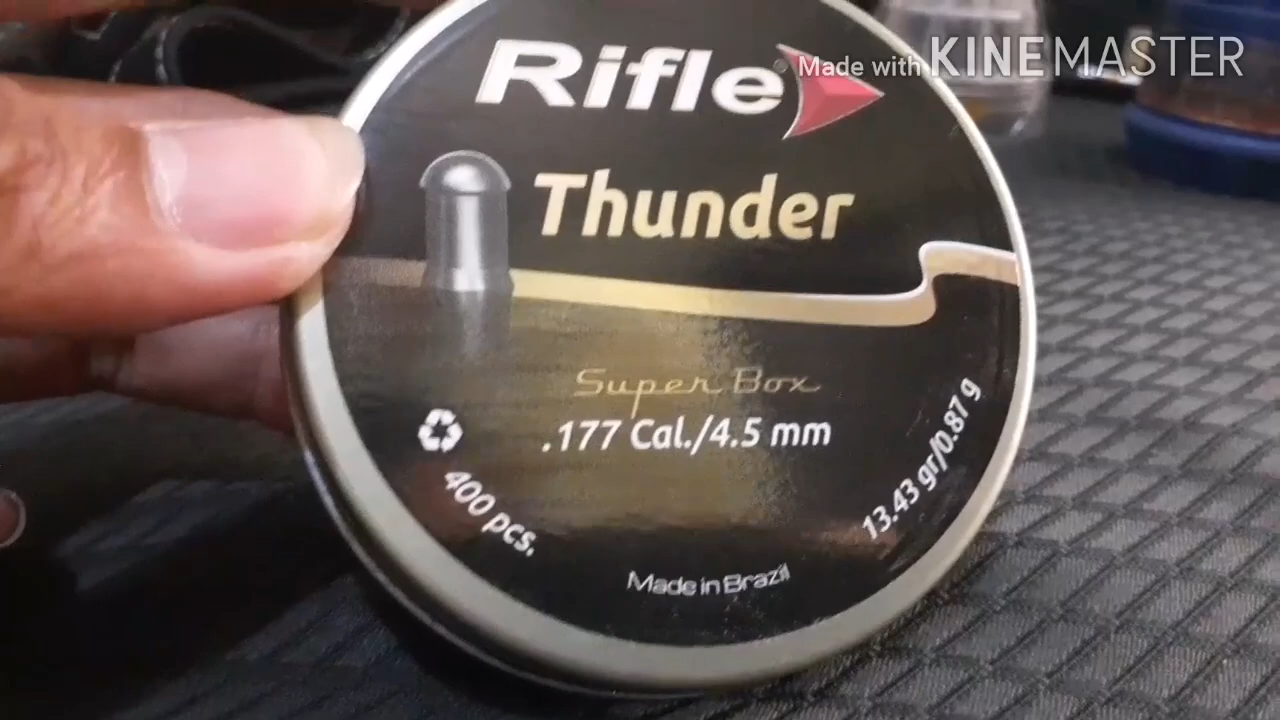 Made with KINEMASTER
Rifle®
Thunder
Super Box
.177 Cal./4.5 mm
400 pcs.
13.43 gr/0.87 g
Made in Brazil